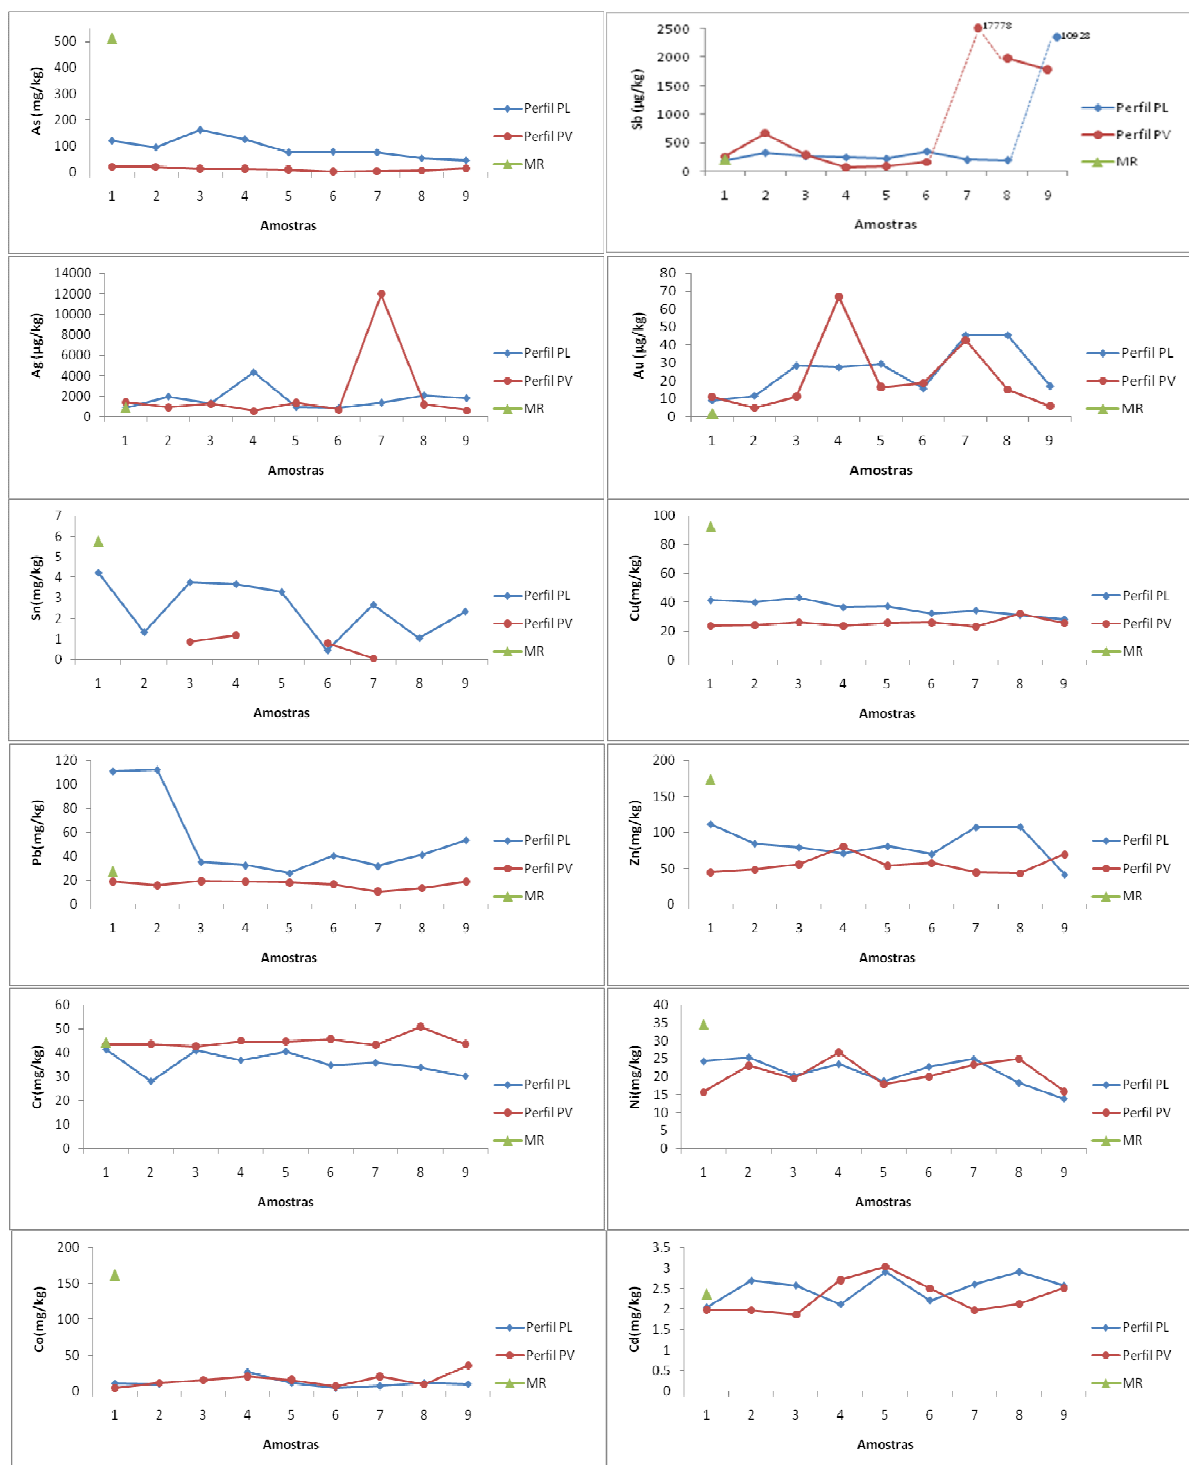 As (mg/kg)
500
400
300
200
100
0
1 2 3 4 5 6 7 8 9
Amostras
Perfil PL
Perfil PV
MR
Sb (µg/kg)
2500
2000
1500
1000
500
0
17778
10928
1 2 3 4 5 6 7 8 9
Amostras
Perfil PL
Perfil PV
MR
Ag (µg/kg)
14000
12000
10000
8000
6000
4000
2000
0
1 2 3 4 5 6 7 8 9
Amostras
Perfil PL
Perfil PV
MR
Au (µg/kg)
80
70
60
50
40
30
20
10
0
1 2 3 4 5 6 7 8 9
Amostras
Perfil PL
Perfil PV
MR
Sn(mg/kg)
7
6
5
4
3
2
1
0
1 2 3 4 5 6 7 8 9
Amostras
Perfil PL
Perfil PV
MR
Cu(mg/kg)
100
80
60
40
20
0
1 2 3 4 5 6 7 8 9
Amostras
Perfil PL
Perfil PV
MR
Pb(mg/kg)
120
100
80
60
40
20
0
1 2 3 4 5 6 7 8 9
Amostras
Perfil PL
Perfil PV
MR
Zn(mg/kg)
200
150
100
50
0
1 2 3 4 5 6 7 8 9
Amostras
Perfil PL
Perfil PV
MR
Cr(mg/kg)
60
50
40
30
20
10
0
1 2 3 4 5 6 7 8 9
Amostras
Perfil PL
Perfil PV
MR
Ni(mg/kg)
40
35
30
25
20
15
10
5
0
1 2 3 4 5 6 7 8 9
Amostras
Perfil PL
Perfil PV
MR
Co(mg/kg)
200
150
100
50
0
1 2 3 4 5 6 7 8 9
Amostras
Perfil PL
Perfil PV
MR
Cd(mg/kg)
3.5
3
2.5
2
1.5
1
0.5
0
1 2 3 4 5 6 7 8 9
Amostras
Perfil PL
Perfil PV
MR